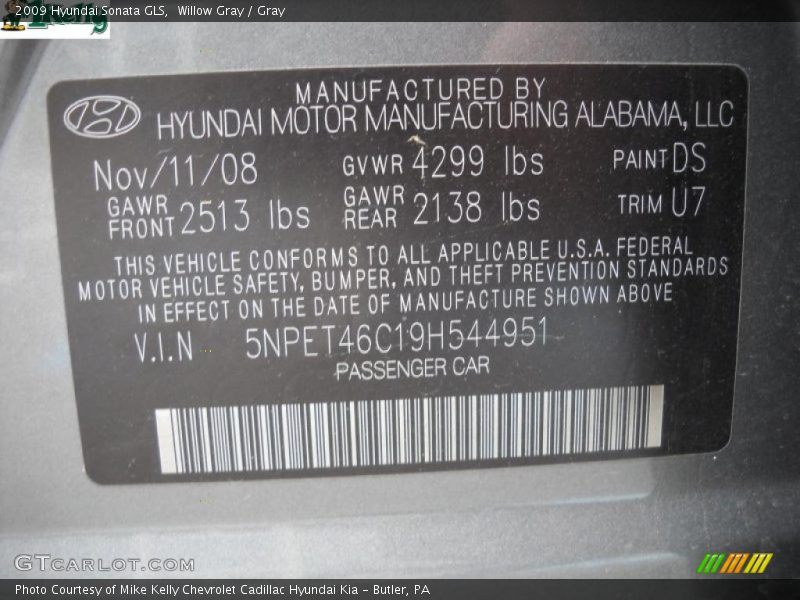 2009 Hyundai Sonata GLS, Willow Gray / Gray
MANUFACTURED BY
HYUNDAI MOTOR MANUFACTURING ALABAMA, LLC
Nov/11/08 GVWR 4299 lbs PAINT DS
GAWR FRONT 2513 lbs GAWR REAR 2138 lbs TRIM U7
THIS VEHICLE CONFORMS TO ALL APPLICABLE U.S.A. FEDERAL
MOTOR VEHICLE SAFETY, BUMPER, AND THEFT PREVENTION STANDARDS
IN EFFECT ON THE DATE OF MANUFACTURE SHOWN ABOVE
V.I.N 5NPET46C19H544951
PASSENGER CAR
GTCARLOT.COM
Photo Courtesy of Mike Kelly Chevrolet Cadillac Hyundai Kia - Butler, PA